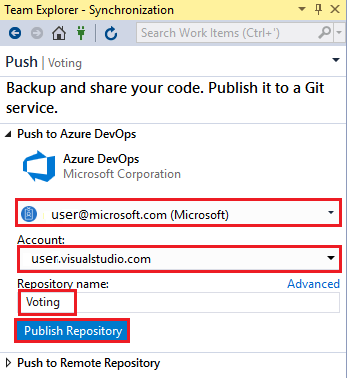 Team Explorer - Synchronization
Search Work Items (Ctrl+')
Push | Voting
Backup and share your code. Publish it to a Git
service.
Push to Azure DevOps
Azure DevOps
Microsoft Corporation
user@microsoft.com (Microsoft)
Account:
user.visualstudio.com
Repository name:
Advanced
Voting
Publish Repository
Push to Remote Repository